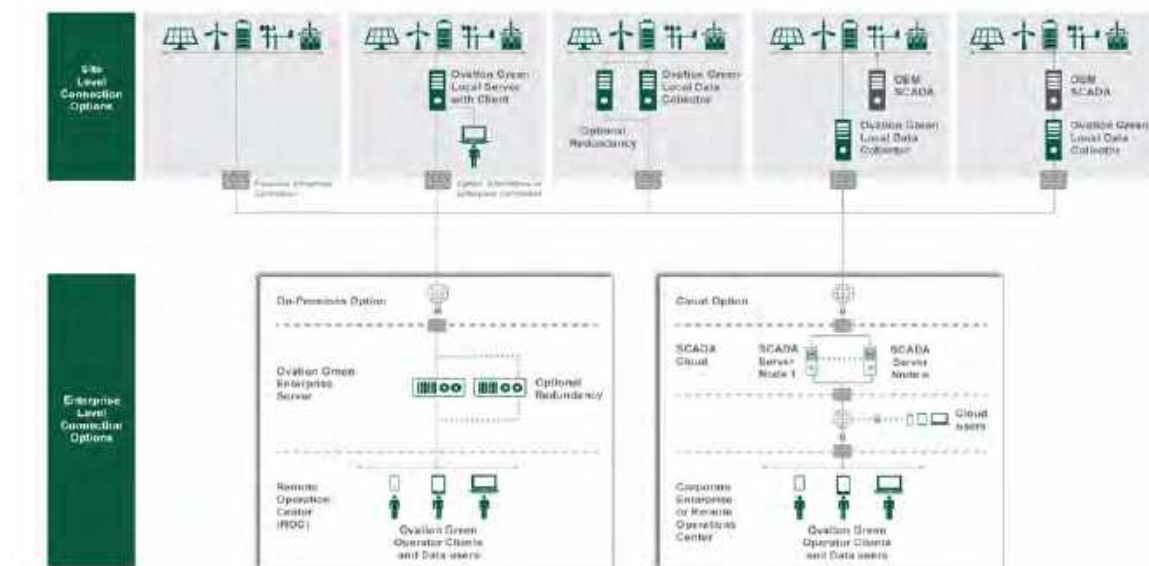 Site
Level
Connection
Options
Ovation Green
Local Server
with Client
Ovation Green
Local Data
Collector
Optional
Redundancy
OEM
SCADA
Ovation Green
Local Data
Collector
OEM
SCADA
Ovation Green
Local Data
Collector
Enterprise
Level
Connection
Options
On-Premises Option
Ovation Green
Enterprise
Server
Optional
Redundancy
Remote
Operation
Center
(ROC)
Ovation Green
Operator Clients
and Data users
Cloud Option
SCADA
Cloud
SCADA
Server
Node 1
SCADA
Server
Node n
Cloud
users
Corporate
Enterprise
or Remote
Operations
Center
Ovation Green
Operator Clients
and Data users